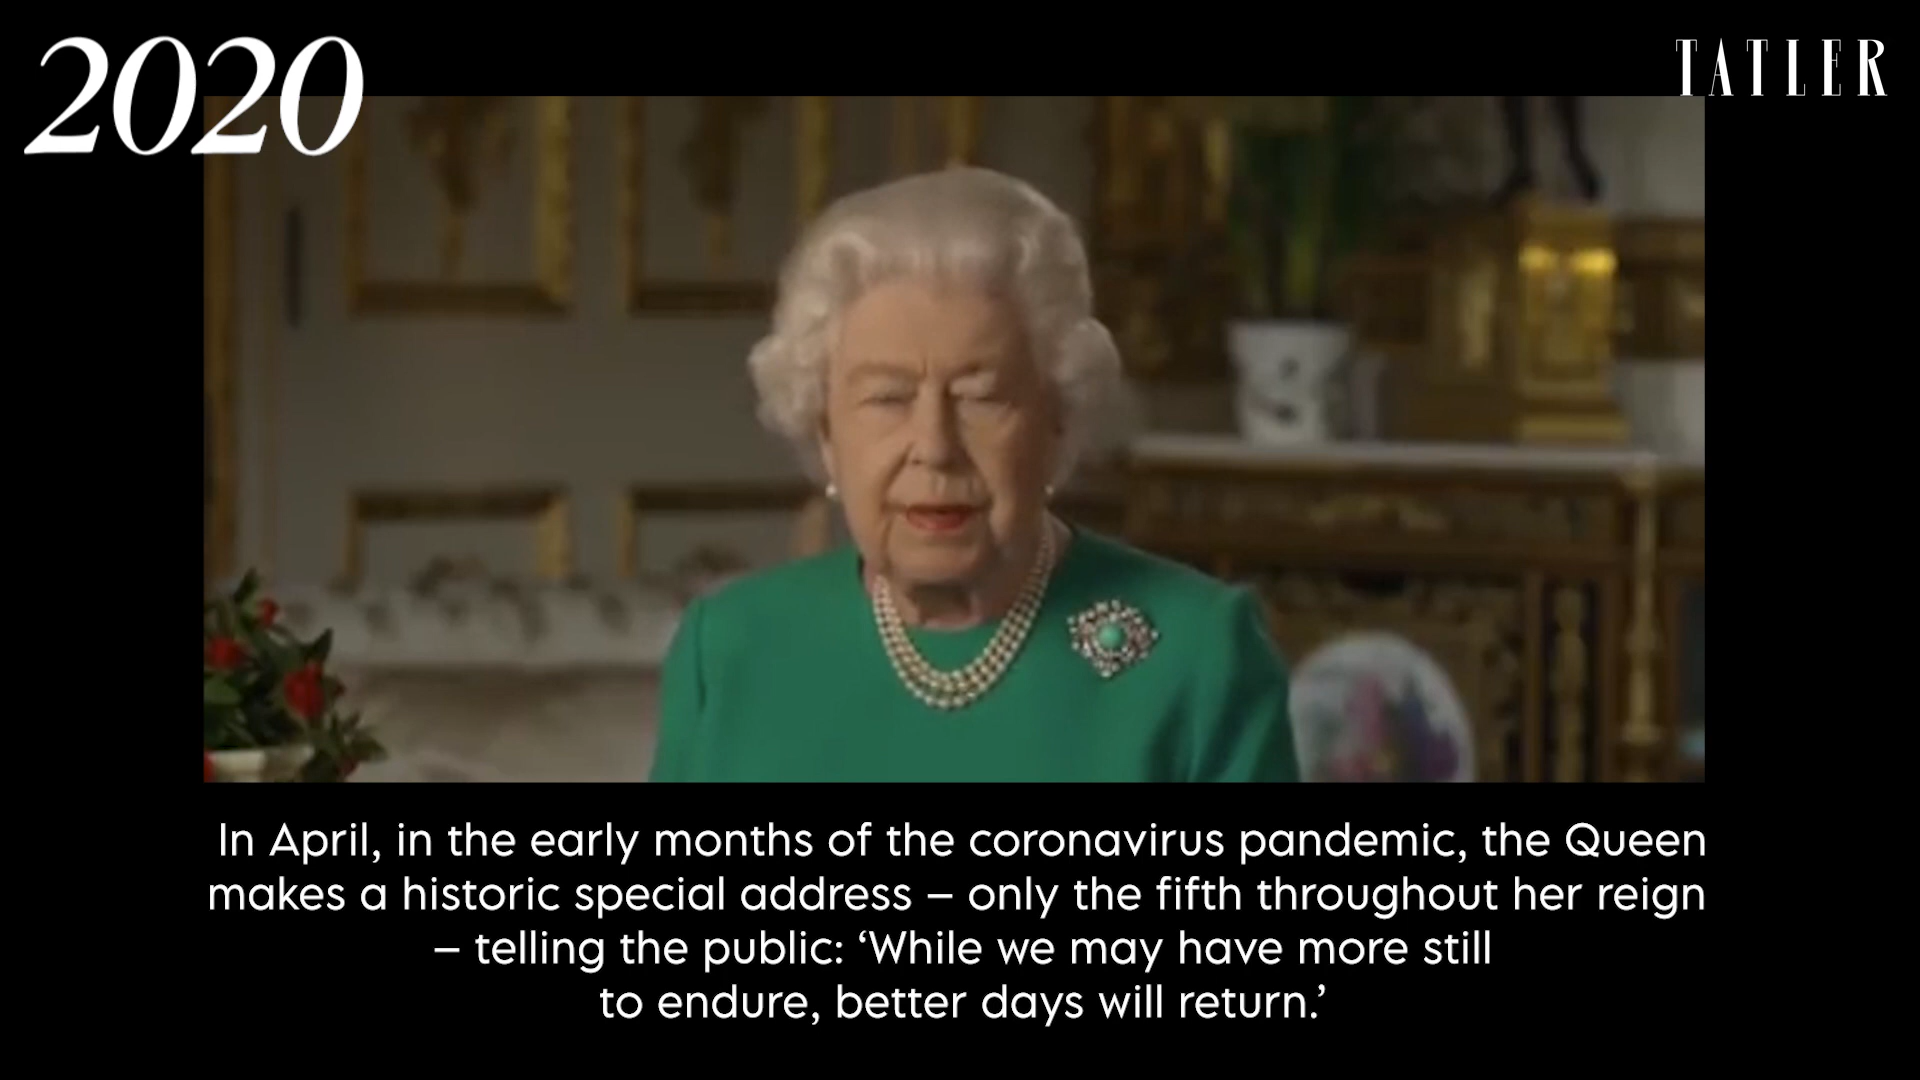 2020
TATLER
In April, in the early months of the coronavirus pandemic, the Queen
makes a historic special address – only the fifth throughout her reign
– telling the public: ‘While we may have more still
to endure, better days will return.’